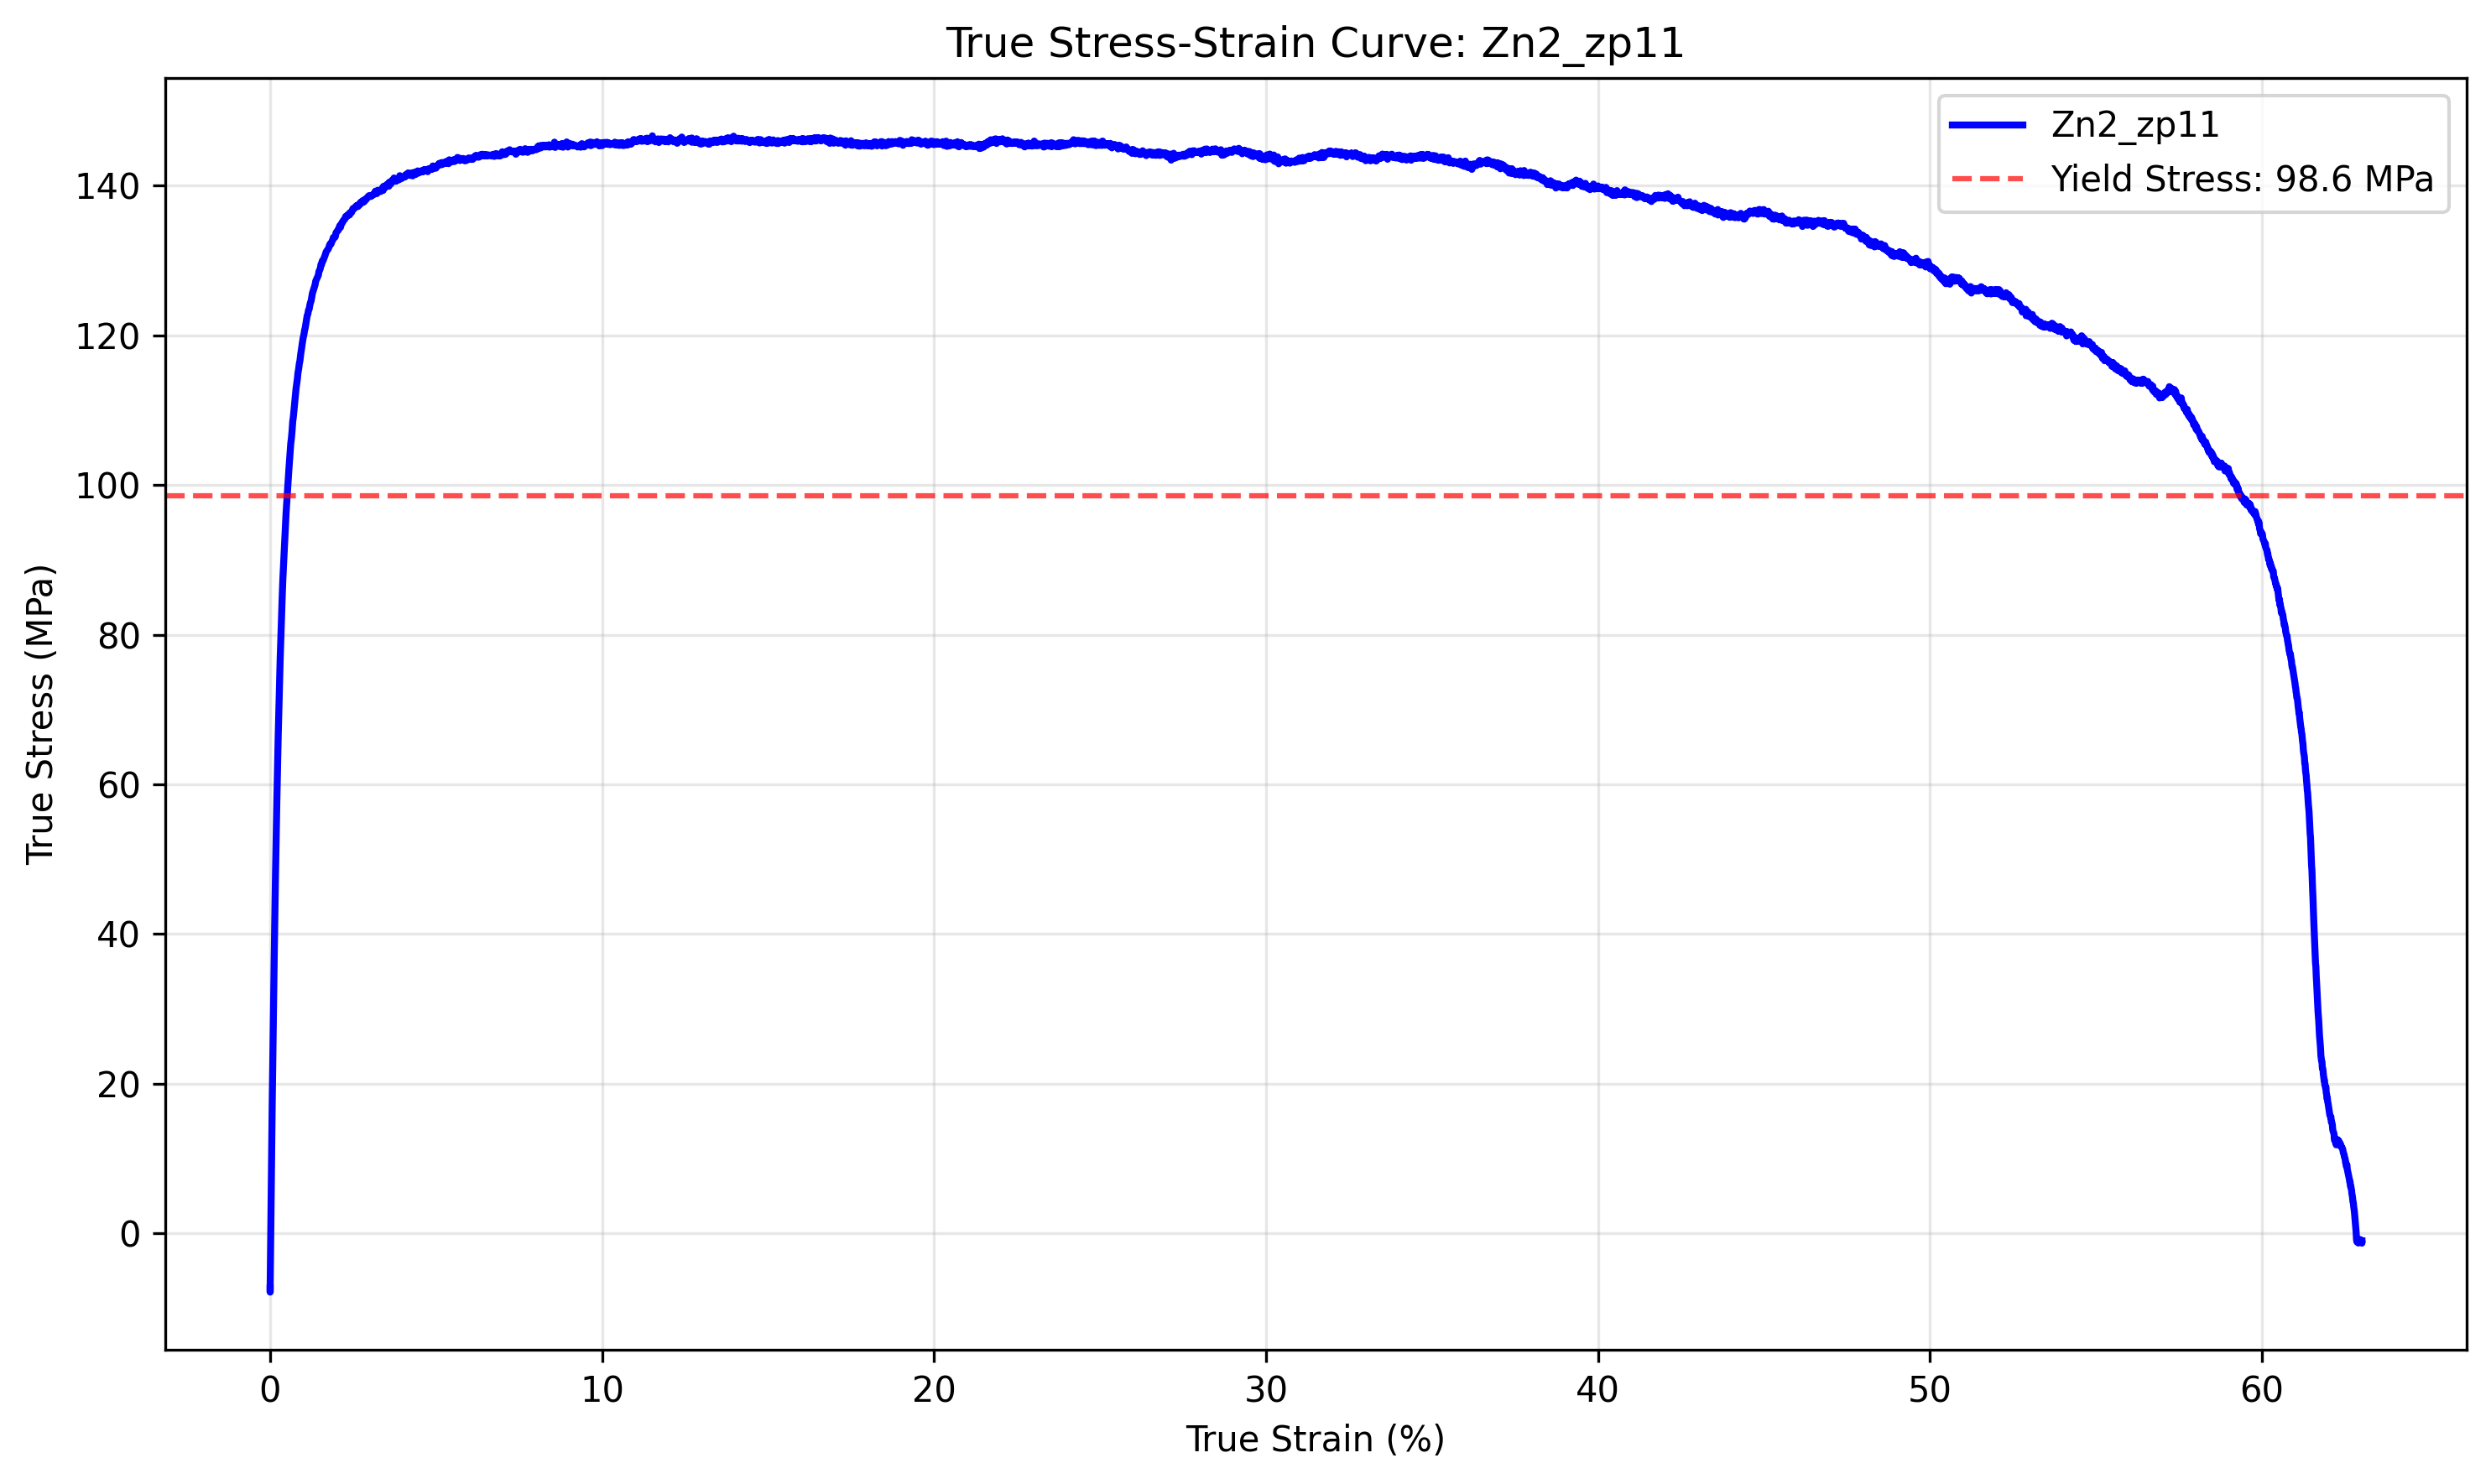 True Stress-Strain Curve: Zn2_zp11
Zn2_zp11
Yield Stress: 98.6 MPa
True Stress (MPa)
140
120
100
80
60
40
20
0
0 10 20 30 40 50 60
True Strain (%)